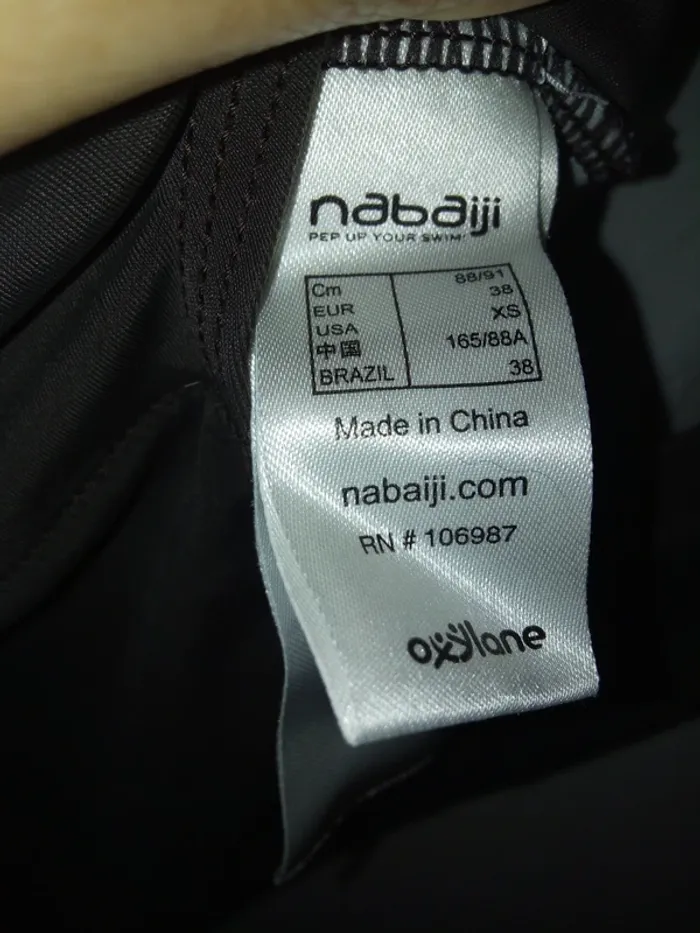 nabaiji
PEP UP YOUR SWIM!
Cm 88/91
EUR 38
USA XS
中国 165/88A
BRAZIL 38
Made in China
nabaiji.com
RN # 106987
oxylane